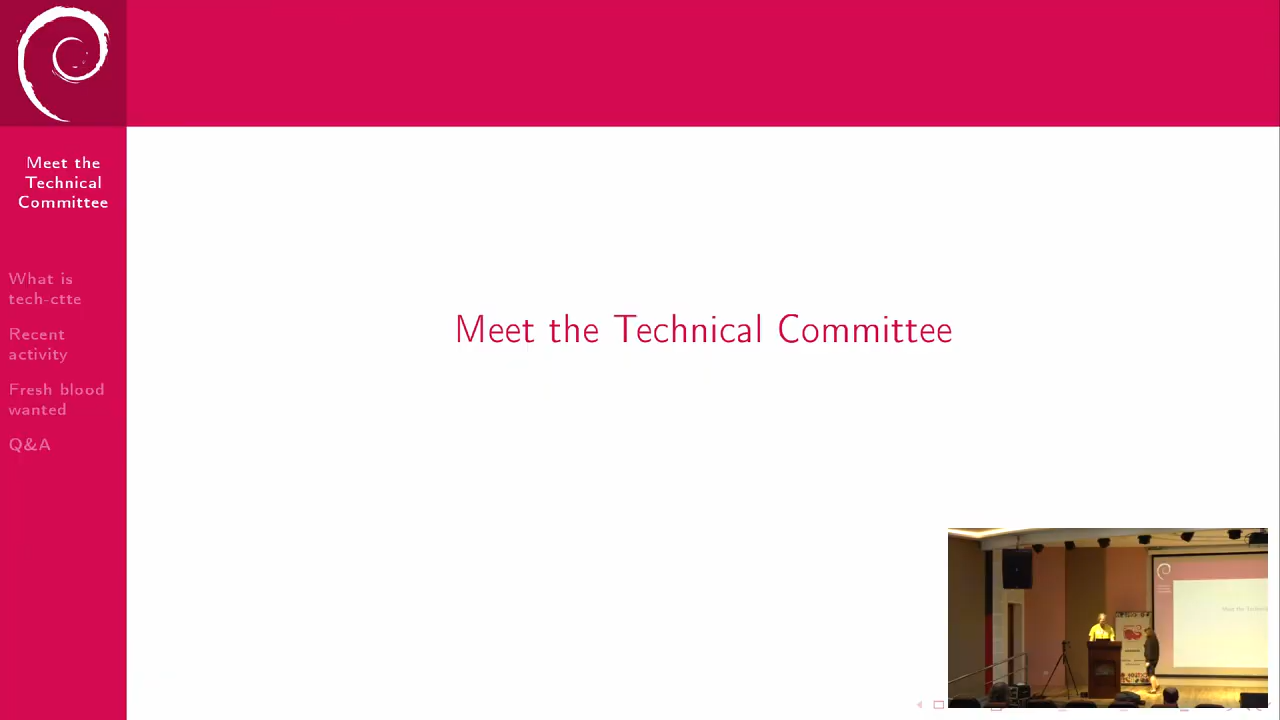 Meet the
Technical
Committee
What is
tech-ctte
Recent
activity
Fresh blood
wanted
Q&A
Meet the Technical Committee